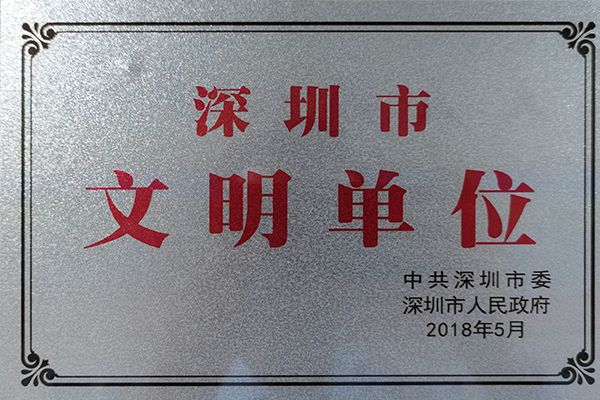 深圳市
文明单位
中共深圳市委
深圳市人民政府
2018年5月